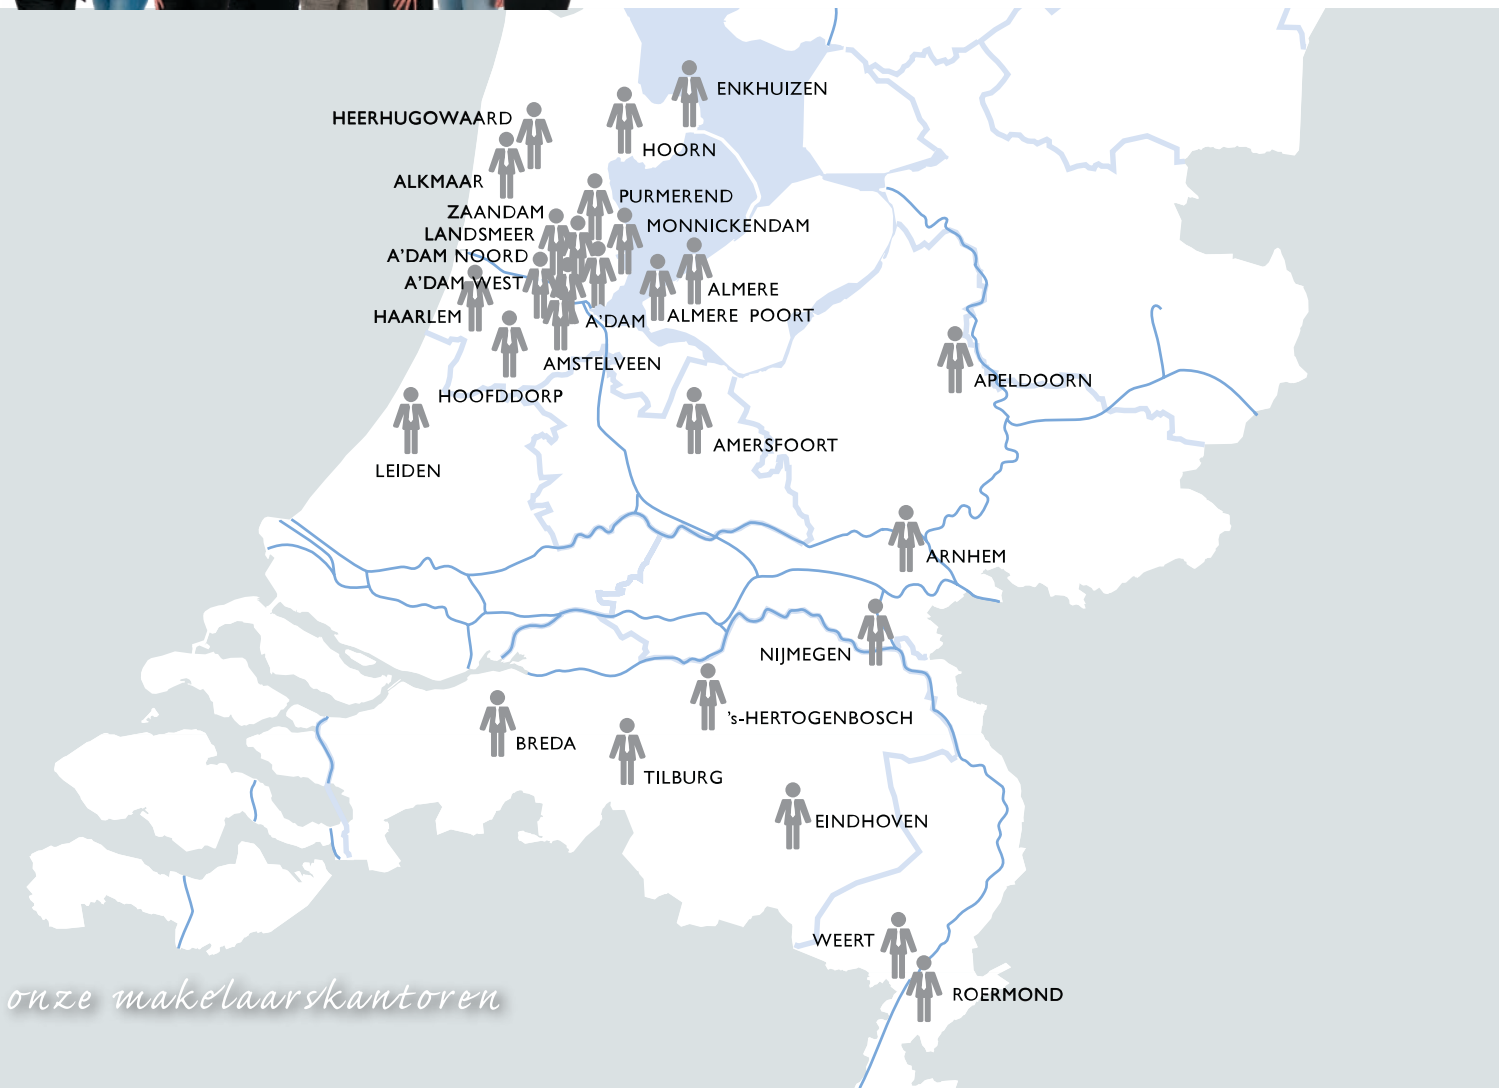 ENKHUIZEN
HEERHUGOWAARD
HOORN
ALKMAAR
PURMEREND
ZAANDAM
MONNICKENDAM
LANDSMEER
A'DAM NOORD
A'DAM WEST
ALMERE
HAARLEM
ALMERE POORT
A'DAM
AMSTELVEEN
APELDOORN
HOOFDDORP
AMERSFOORT
LEIDEN
ARNHEM
NIJMEGEN
's-HERTOGENBOSCH
BREDA
TILBURG
EINDHOVEN
WEERT
ROERMOND
onze makelaarskantoren